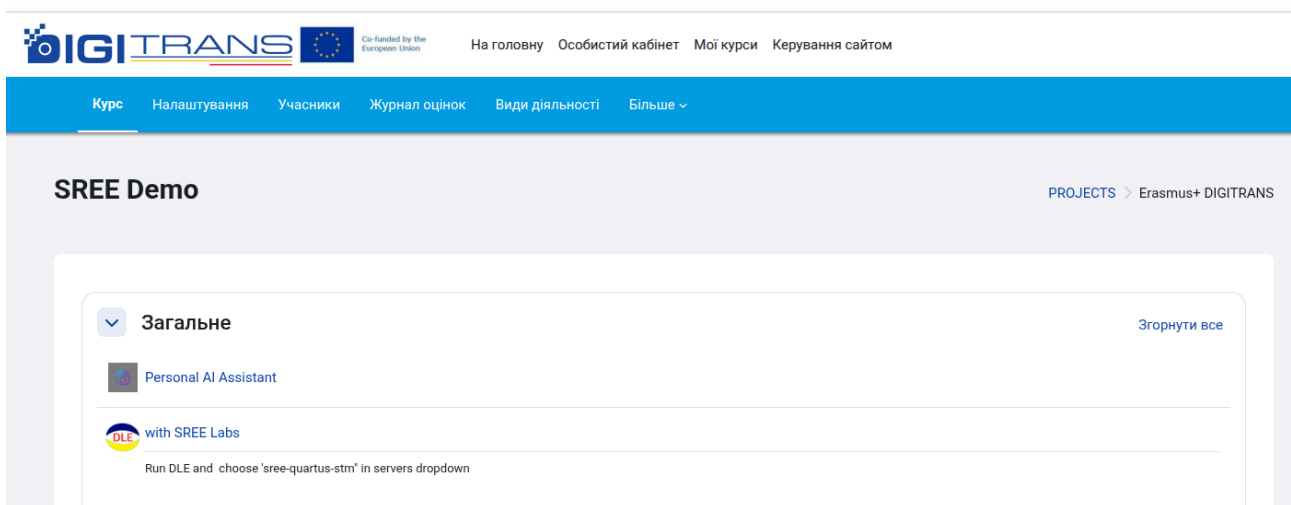 DIGITRANS Co-funded by the
European Union
На головну Особистий кабінет Мої курси Керування сайтом
Курс Налаштування Учасники Журнал оцінок Види діяльності Більше
SREE Demo
PROJECTS > Erasmus+ DIGITRANS
Загальне
Згорнути все
Personal AI Assistant
DLE with SREE Labs
Run DLE and choose 'sree-quartus-stm" in servers dropdown